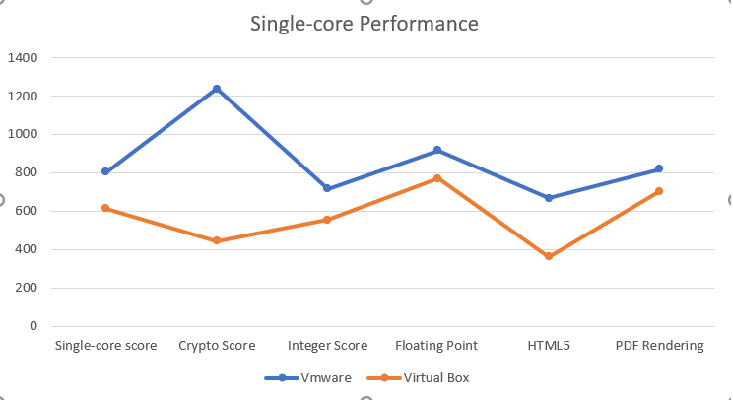 Single-core Performance
1400
1200
1000
800
600
400
200
0
Single-core score Crypto Score Integer Score Floating Point HTML5 PDF Rendering
Vmware Virtual Box